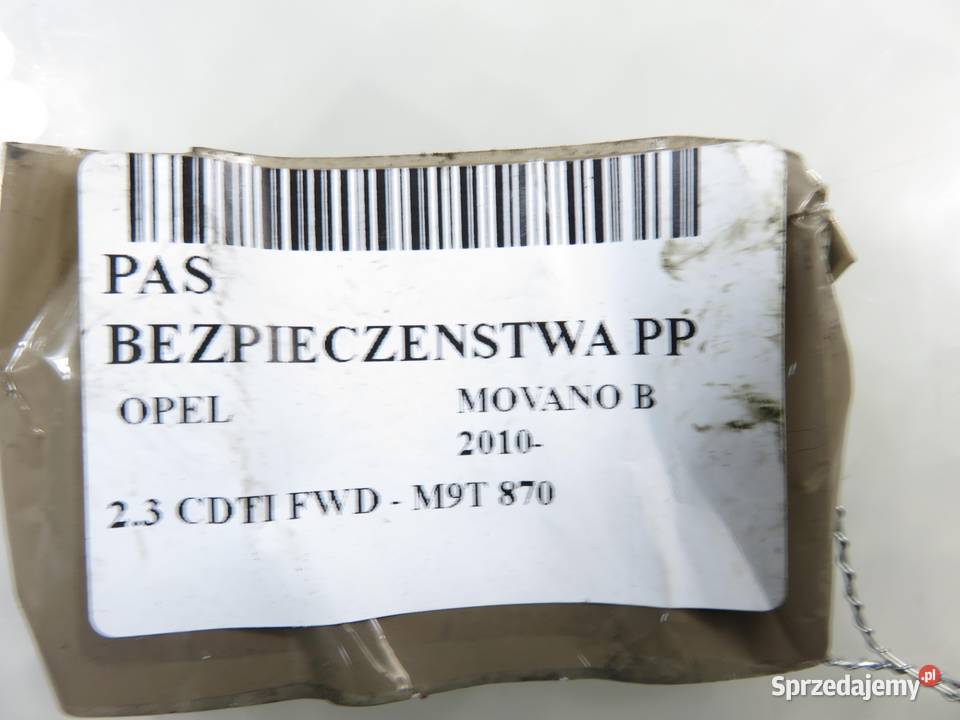 PAS
BEZPIECZENSTWA PP
OPEL MOVANO B
2010-
2.3 CDTI FWD - M9T 870
Sprzedajemy.pl